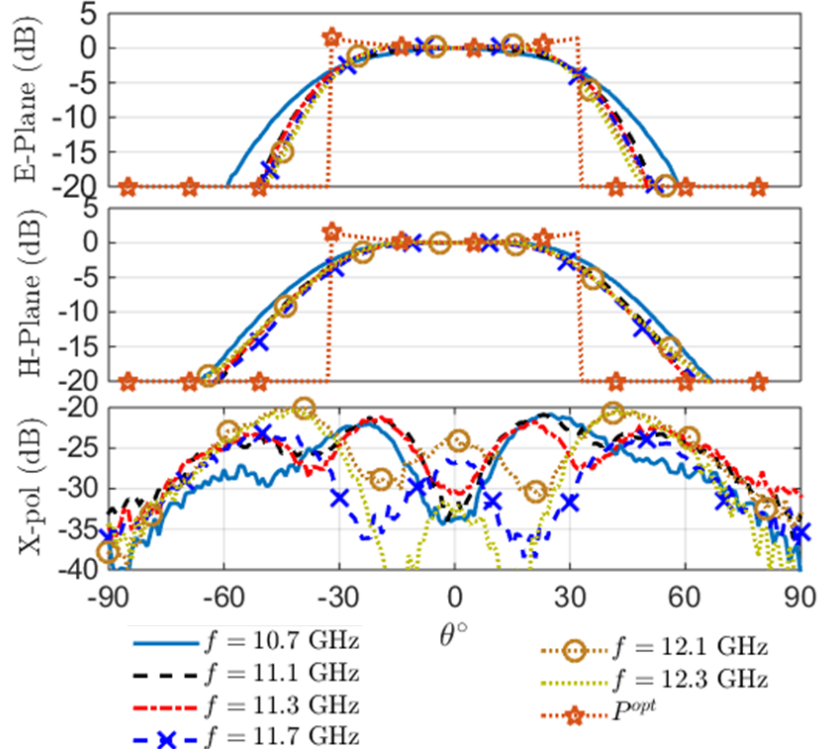 E-Plane (dB)
5
0
-5
-10
-15
-20
H-Plane (dB)
5
0
-5
-10
-15
-20
X-pol (dB)
-20
-25
-30
-35
-40
-90 -60 -30 0 30 60 90
θ°
f = 10.7 GHz
f = 11.1 GHz
f = 11.3 GHz
f = 11.7 GHz
f = 12.1 GHz
f = 12.3 GHz
P^opt